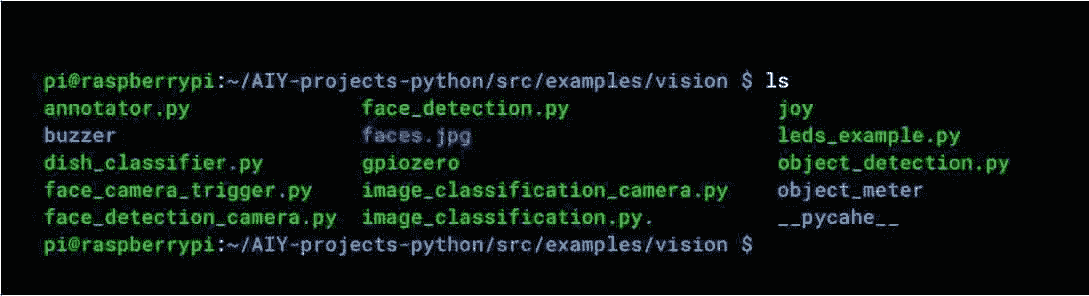 pi@raspberrypi:~/AIY-projects-python/src/examples/vision $ ls
annotator.py face_detection.py joy
buzzer faces.jpg leds_example.py
dish_classifier.py gpiozero object_detection.py
face_camera_trigger.py image_classification_camera.py object_meter
face_detection_camera.py image_classification.py. __pycahe__
pi@raspberrypi:~/AIY-projects-python/src/examples/vision $